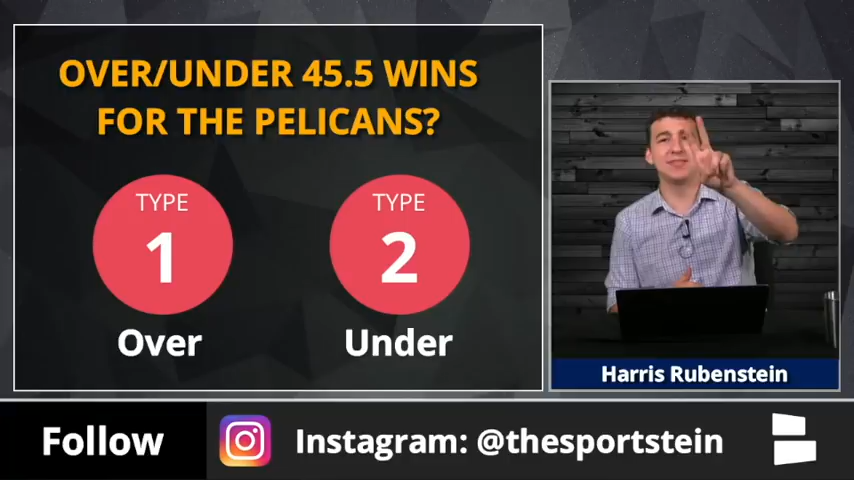 OVER/UNDER 45.5 WINS
FOR THE PELICANS?
TYPE
1
Over
TYPE
2
Under
Harris Rubenstein
Follow
Instagram: @thesportstein